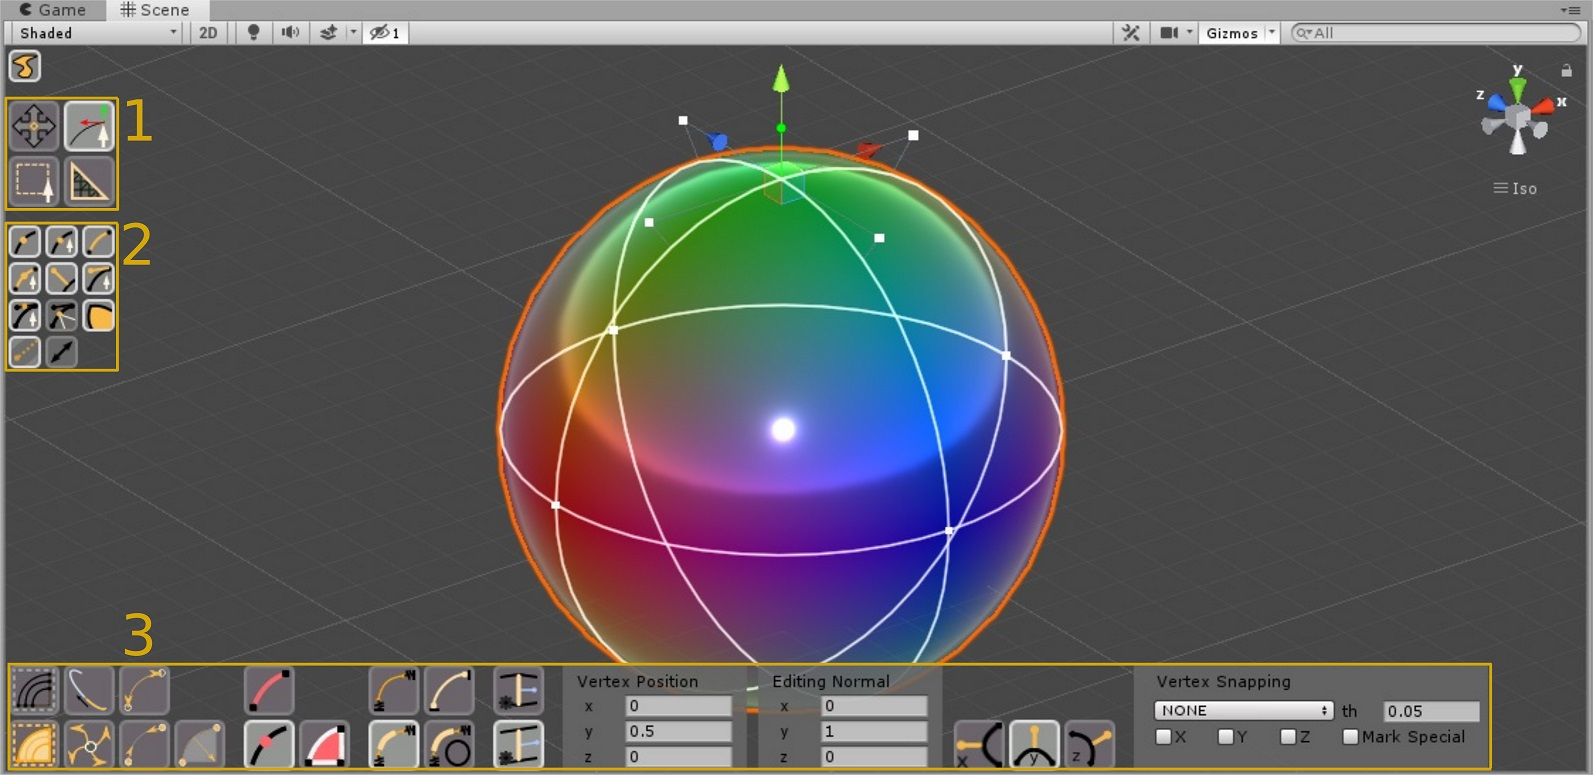 Game Scene
Shaded 2D 1 Gizmos All
1
y
z x
Iso
2
3
Vertex Position Editing Normal Vertex Snapping
x 0 x 0 NONE th 0.05
y 0.5 y 1 X Y Z Mark Special
z 0 z 0 x y z